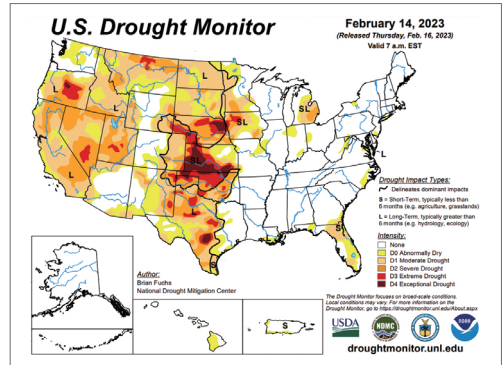 U.S. Drought Monitor
February 14, 2023
(Released Thursday, Feb. 16, 2023)
Valid 7 a.m. EST
L
L
L
L
SL
SL
SL
L
L
S
S
S
Drought Impact Types:
Delineates dominant impacts
S = Short-Term, typically less than
6 months (e.g. agriculture, grasslands)
L = Long-Term, typically greater than
6 months (e.g. hydrology, ecology)
Intensity:
None
D0 Abnormally Dry
D1 Moderate Drought
D2 Severe Drought
D3 Extreme Drought
D4 Exceptional Drought
Author:
Brian Fuchs
National Drought Mitigation Center
The Drought Monitor focuses on broad-scale conditions.
Local conditions may vary. For more information on the
Drought Monitor, go to https://droughtmonitor.unl.edu/About.aspx
USDA
NDMC
NOAA
droughtmonitor.unl.edu